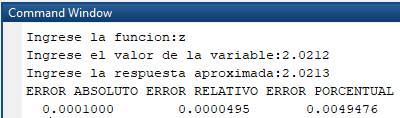 Command Window
Ingrese la funcion:z
Ingrese el valor de la variable:2.0212
Ingrese la respuesta aproximada:2.0213
ERROR ABSOLUTO ERROR RELATIVO ERROR PORCENTUAL
0.0001000 0.0000495 0.0049476